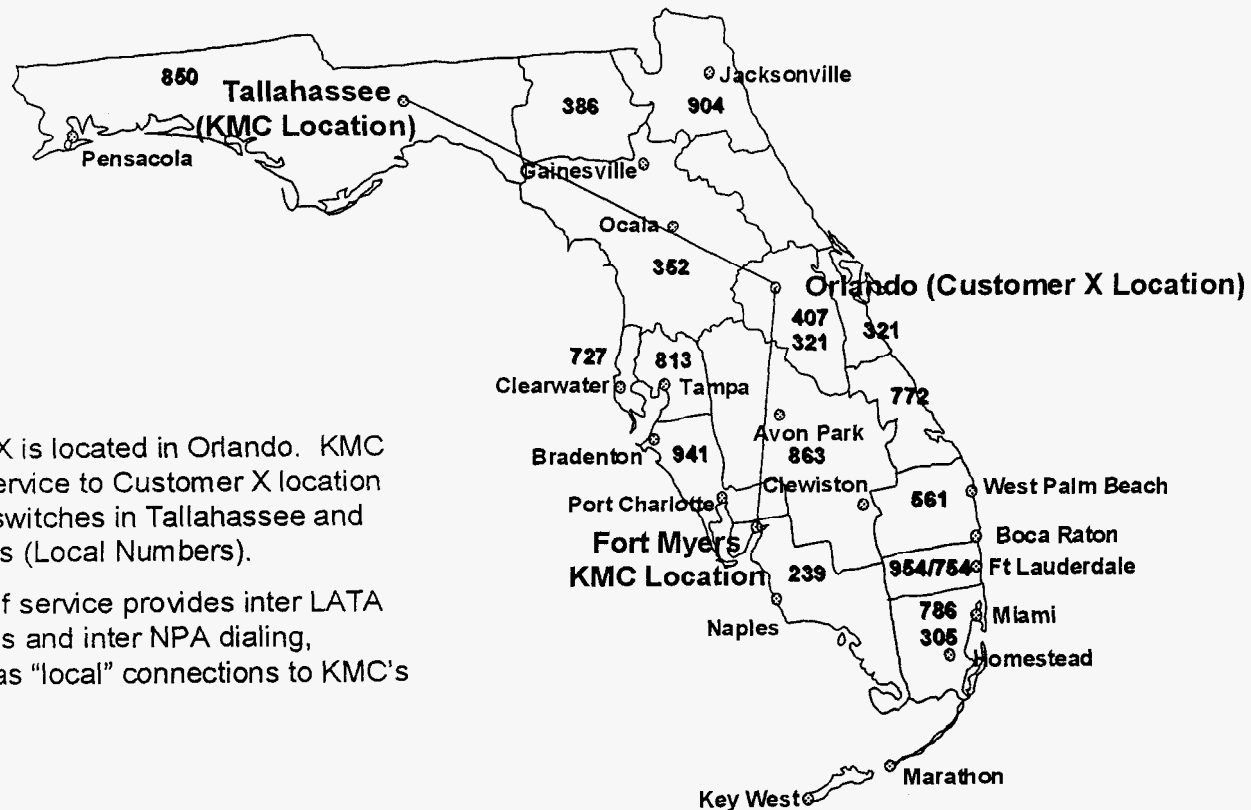 850
Tallahassee
(KMC Location)
Pensacola
386
Jacksonville
904
Gainesville
Ocala
352
Orlando (Customer X Location)
407
321
321
727
813
Clearwater
Tampa
772
Avon Park
863
Bradenton
941
Clewiston
Port Charlotte
561
West Palm Beach
Boca Raton
Fort Myers
KMC Location
239
954/754
Ft Lauderdale
Naples
786
305
Miami
Homestead
Marathon
Key West
X is located in Orlando. KMC
ervice to Customer X location
switches in Tallahassee and
s (Local Numbers).
f service provides inter LATA
s and inter NPA dialing,
as "local" connections to KMC's